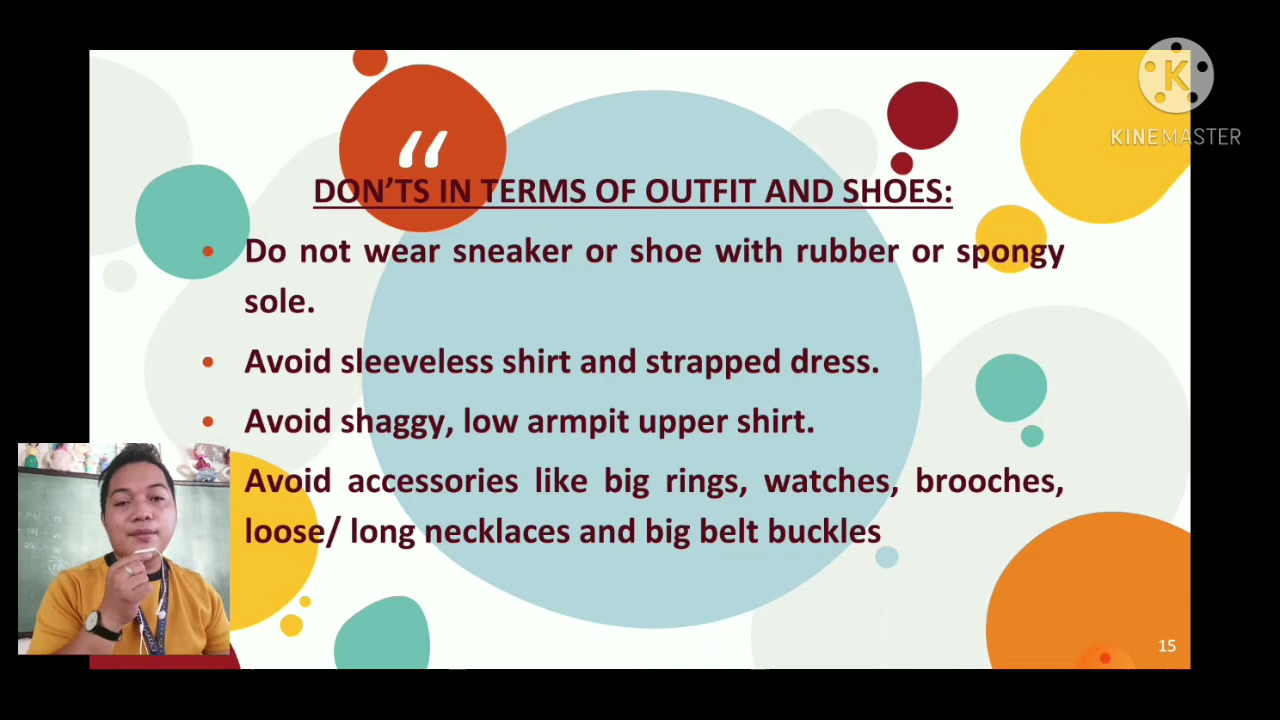 K
KINEMASTER
“
DON’TS IN TERMS OF OUTFIT AND SHOES:
• Do not wear sneaker or shoe with rubber or spongy
sole.
• Avoid sleeveless shirt and strapped dress.
• Avoid shaggy, low armpit upper shirt.
Avoid accessories like big rings, watches, brooches,
loose/ long necklaces and big belt buckles
15